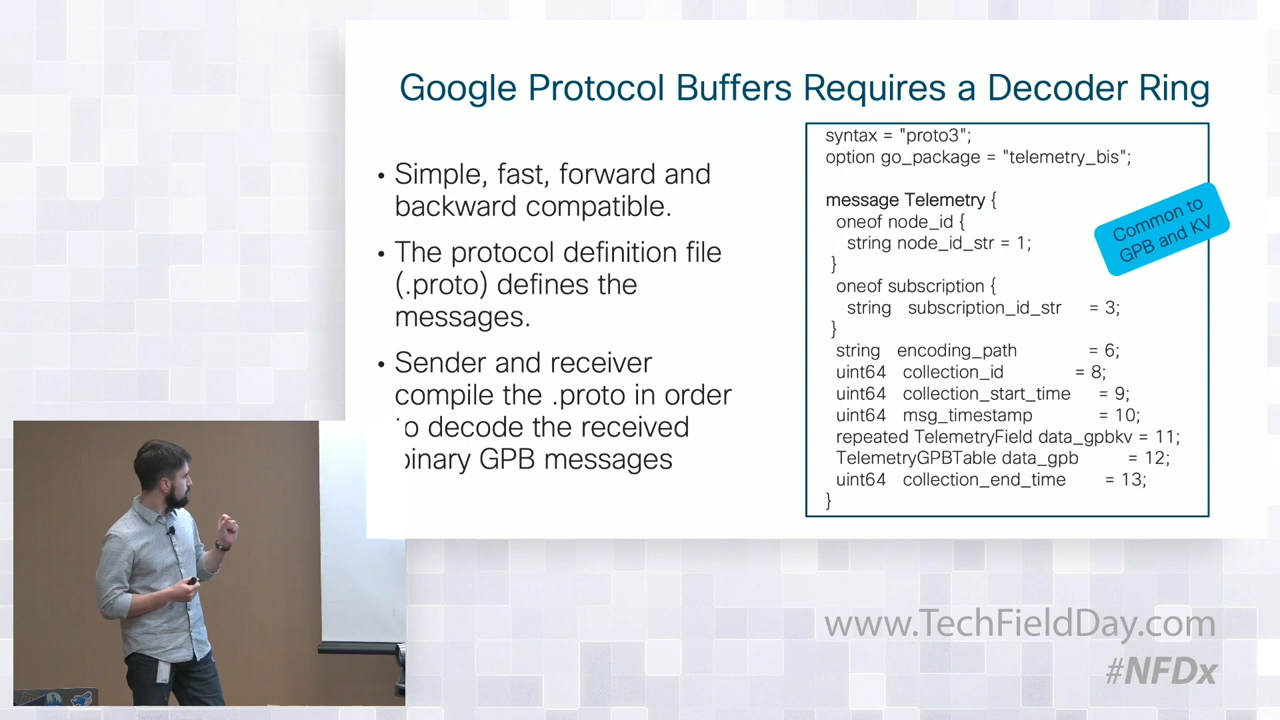 Google Protocol Buffers Requires a Decoder Ring
• Simple, fast, forward and
backward compatible.
• The protocol definition file
(.proto) defines the
messages.
• Sender and receiver
compile the .proto in order
o decode the received
binary GPB messages
syntax = "proto3";
option go_package = "telemetry_bis";
message Telemetry {
oneof node_id {
string node_id_str = 1;
}
oneof subscription {
string subscription_id_str = 3;
}
string encoding_path = 6;
uint64 collection_id = 8;
uint64 collection_start_time = 9;
uint64 msg_timestamp = 10;
repeated TelemetryField data_gpbkv = 11;
TelemetryGPBTable data_gpb = 12;
uint64 collection_end_time = 13;
}
Common to
GPB and KV
www.TechFieldDay.com
#NFDx